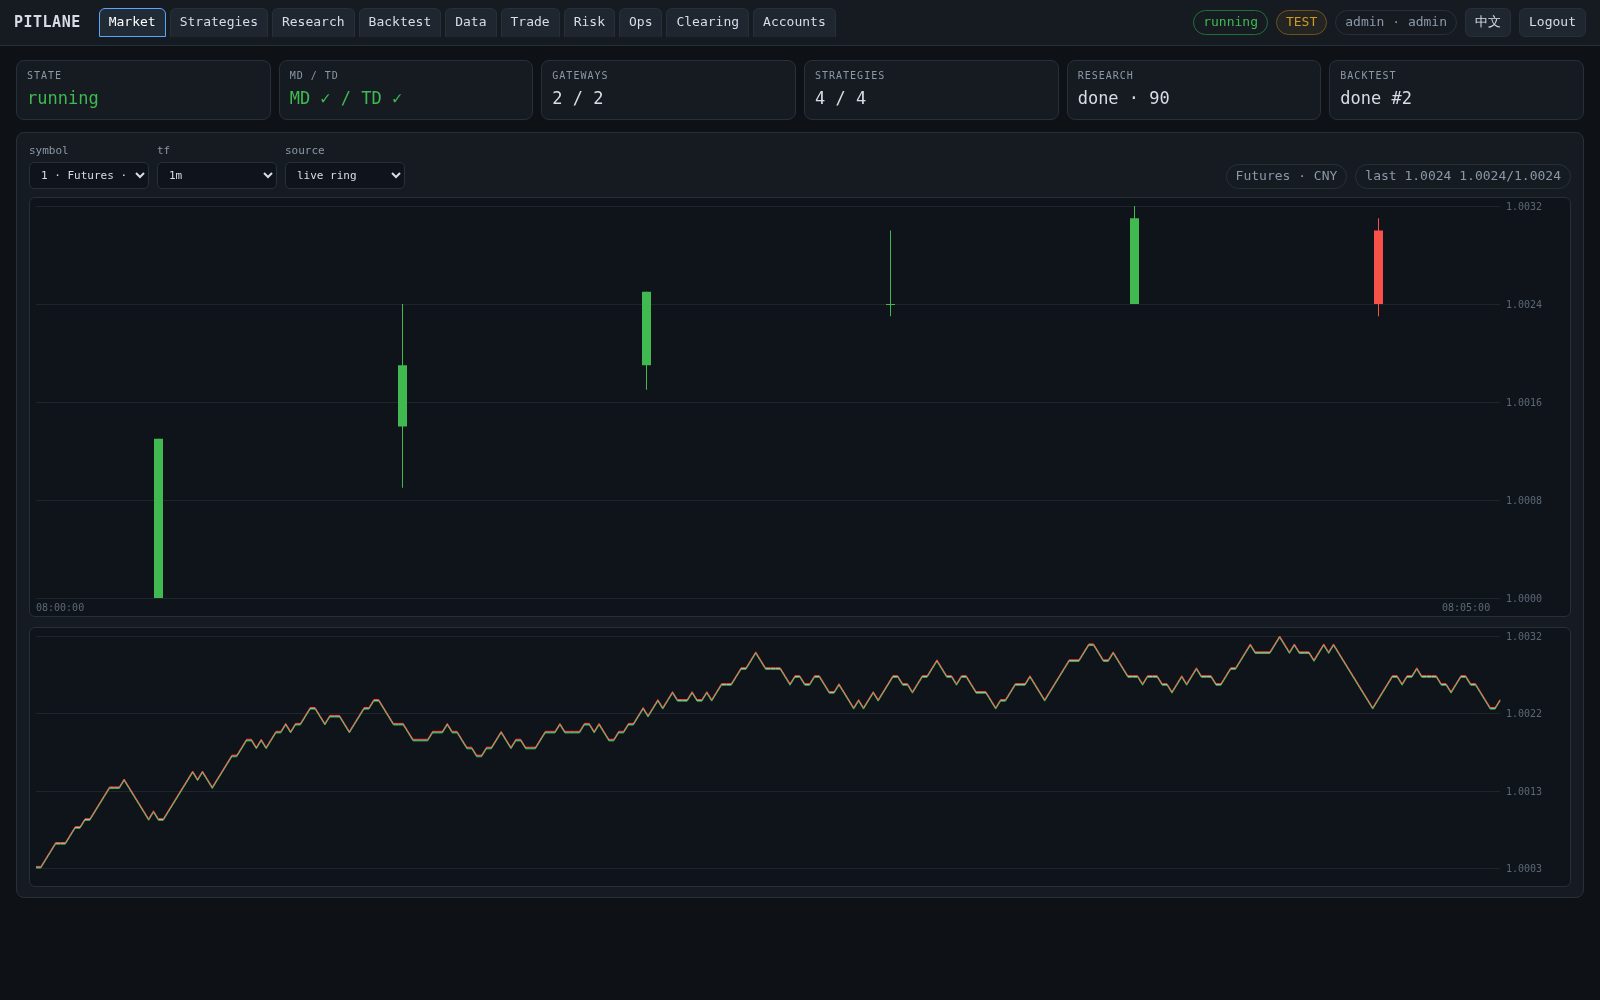 PITLANE Market Strategies Research Backtest Data Trade Risk Ops Clearing Accounts running TEST admin · admin 中文 Logout
STATE
running
MD / TD
MD ✓ / TD ✓
GATEWAYS
2 / 2
STRATEGIES
4 / 4
RESEARCH
done · 90
BACKTEST
done #2
symbol tf source
1 · Futures · 1m live ring Futures · CNY last 1.0024 1.0024/1.0024
1.0032
1.0024
1.0016
1.0008
1.0000
08:00:00 08:05:00
1.0032
1.0022
1.0013
1.0003